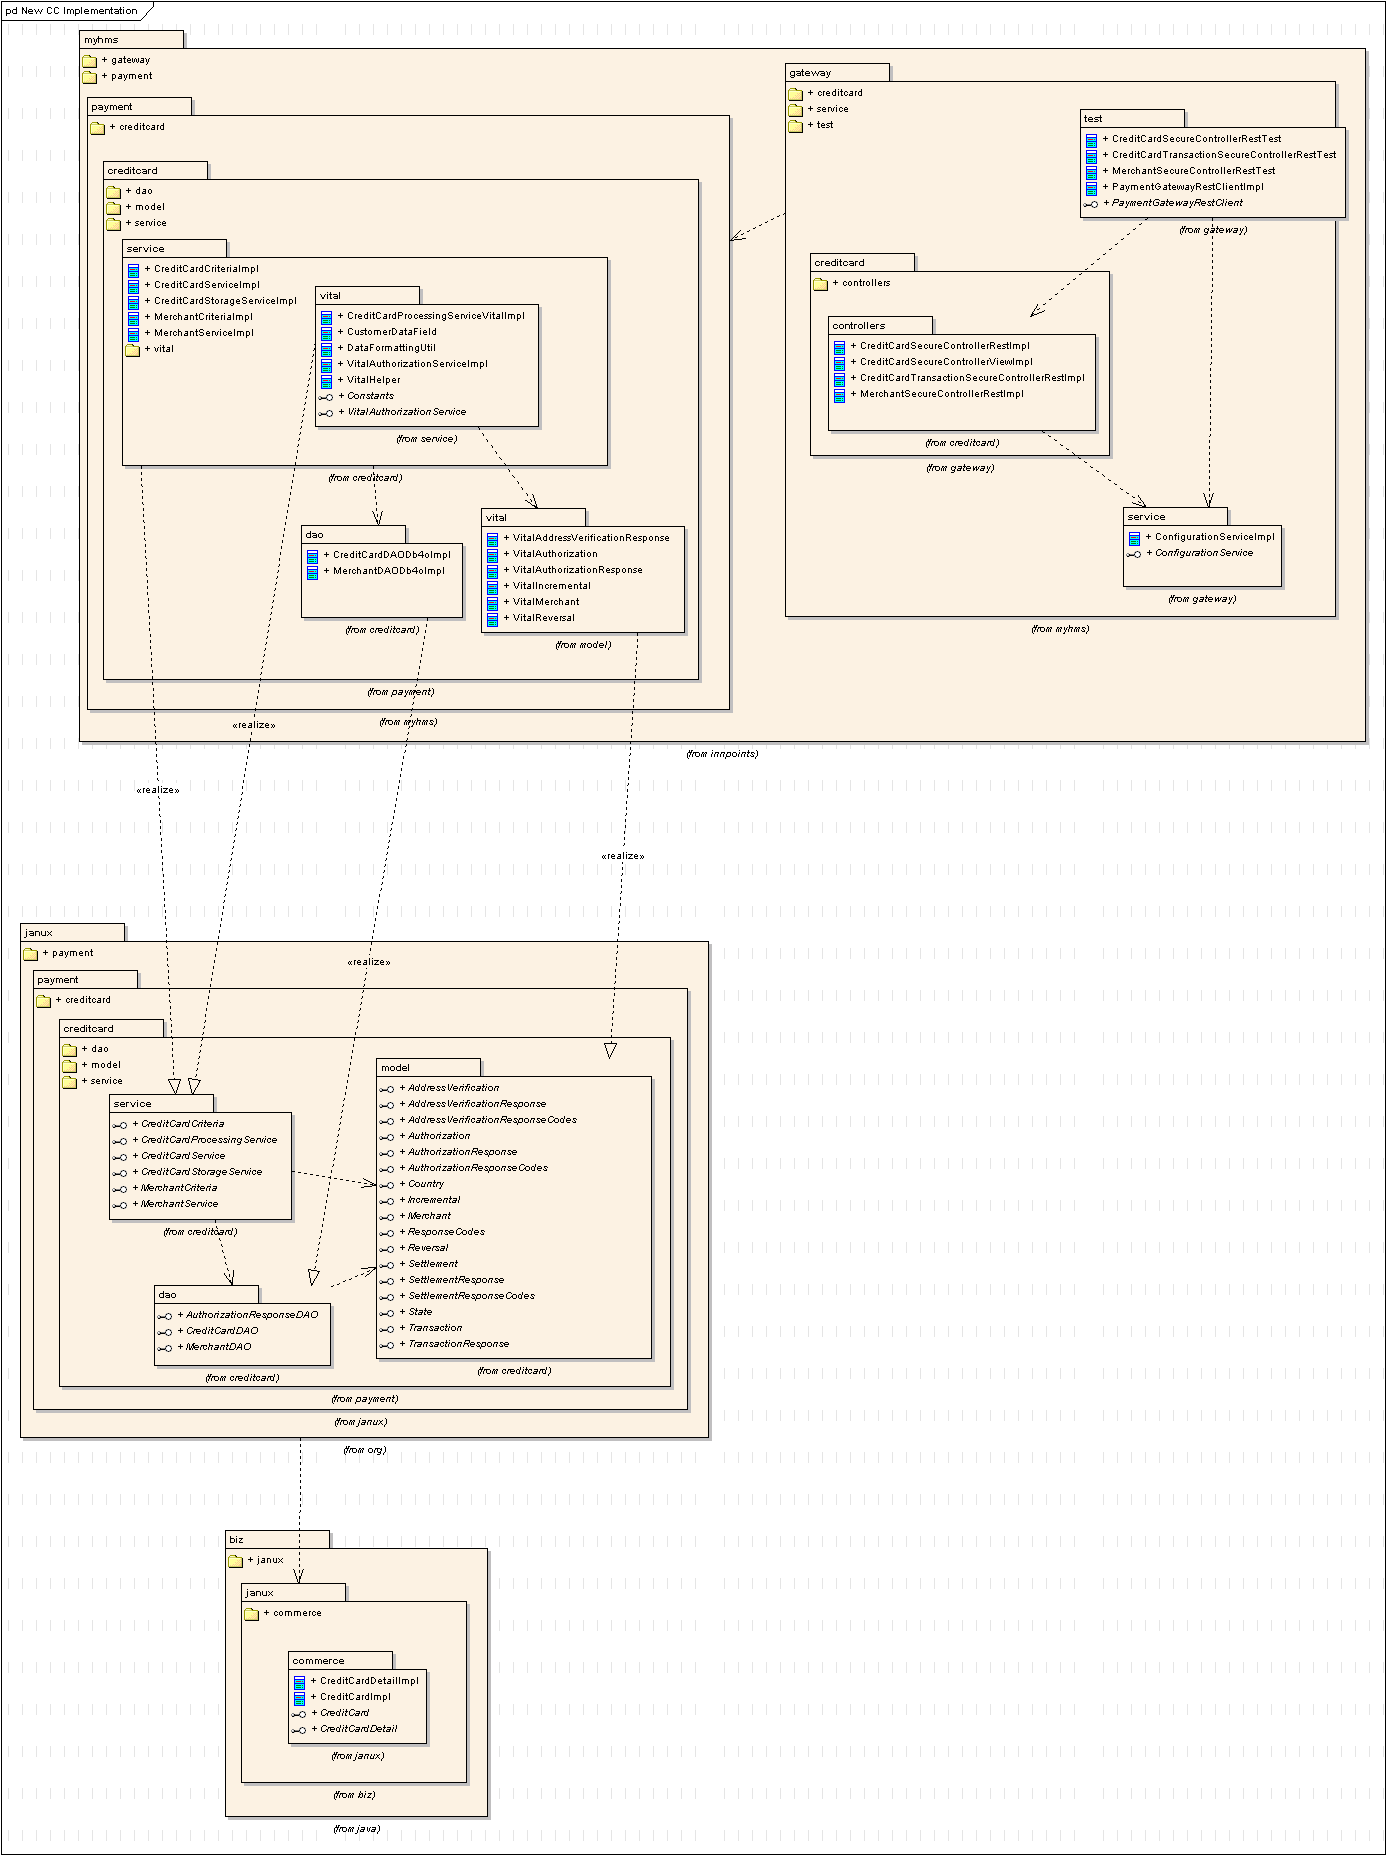 pd New CC Implementation
myhms
+ gateway
+ payment
payment
+ creditcard
creditcard
+ dao
+ model
+ service
service
+ CreditCardCriteriaImpl
+ CreditCardServiceImpl
+ CreditCardStorageServiceImpl
+ MerchantCriteriaImpl
+ MerchantServiceImpl
+ vital
vital
+ CreditCardProcessingServiceVitalImpl
+ CustomerDataField
+ DataFormattingUtil
+ VitalAuthorizationServiceImpl
+ VitalHelper
+ Constants
+ VitalAuthorizationService
(from service)
(from creditcard)
dao
+ CreditCardDAODb4oImpl
+ MerchantDAODb4oImpl
(from creditcard)
vital
+ VitalAddressVerificationResponse
+ VitalAuthorization
+ VitalAuthorizationResponse
+ VitalIncremental
+ VitalMerchant
+ VitalReversal
(from model)
(from payment)
(from myhms)
gateway
+ creditcard
+ service
+ test
test
+ CreditCardSecureControllerRestTest
+ CreditCardTransactionSecureControllerRestTest
+ MerchantSecureControllerRestTest
+ PaymentGatewayRestClientImpl
+ PaymentGatewayRestClient
(from gateway)
creditcard
+ controllers
controllers
+ CreditCardSecureControllerRestImpl
+ CreditCardSecureControllerViewImpl
+ CreditCardTransactionSecureControllerRestImpl
+ MerchantSecureControllerRestImpl
(from creditcard)
(from gateway)
service
+ ConfigurationServiceImpl
+ ConfigurationService
(from gateway)
(from myhms)
(from innpoints)
«realize»
«realize»
«realize»
«realize»
janux
+ payment
payment
+ creditcard
creditcard
+ dao
+ model
+ service
service
+ CreditCardCriteria
+ CreditCardProcessingService
+ CreditCardService
+ CreditCardStorageService
+ MerchantCriteria
+ MerchantService
(from creditcard)
dao
+ AuthorizationResponseDAO
+ CreditCardDAO
+ MerchantDAO
(from creditcard)
model
+ AddressVerification
+ AddressVerificationResponse
+ AddressVerificationResponseCodes
+ Authorization
+ AuthorizationResponse
+ AuthorizationResponseCodes
+ Country
+ Incremental
+ Merchant
+ ResponseCodes
+ Reversal
+ Settlement
+ SettlementResponse
+ SettlementResponseCodes
+ State
+ Transaction
+ TransactionResponse
(from creditcard)
(from payment)
(from janux)
(from org)
biz
+ janux
janux
+ commerce
commerce
+ CreditCardDetailImpl
+ CreditCardImpl
+ CreditCard
+ CreditCardDetail
(from janux)
(from biz)
(from java)